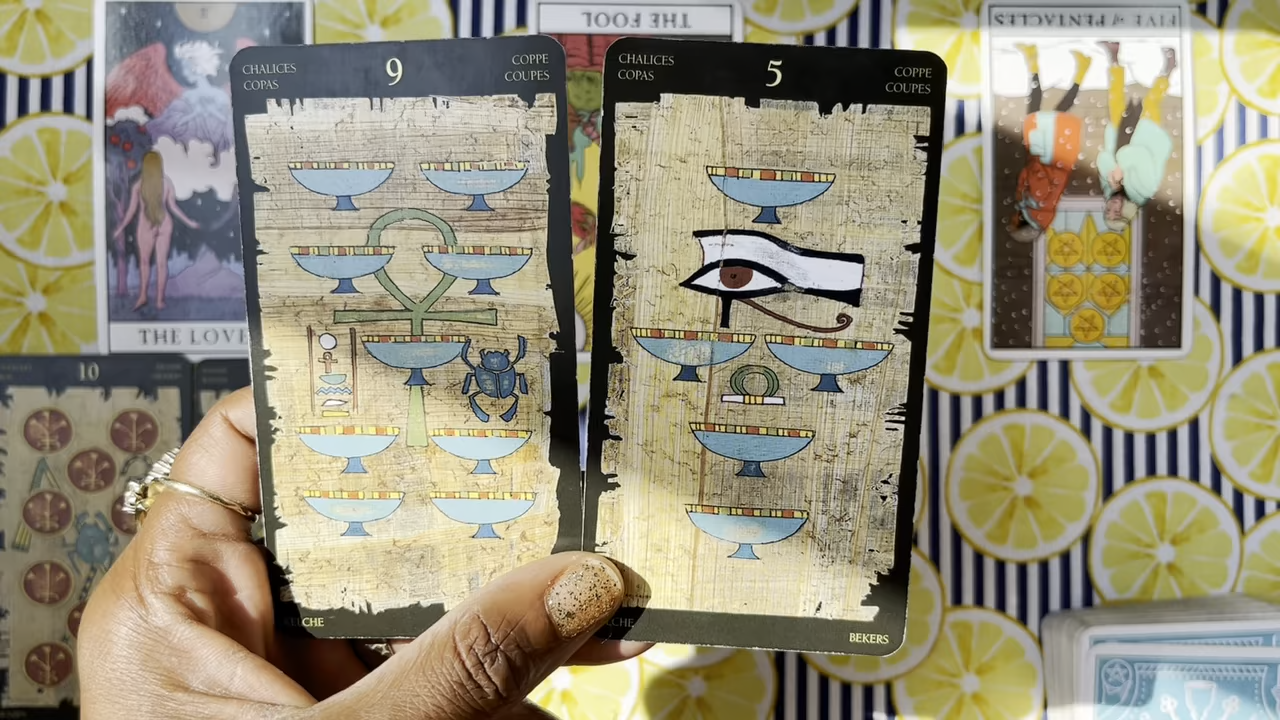 CHALICES
COPAS
9
COPPE
COUPES
CHALICES
COPAS
5
COPPE
COUPES
BEKERS
THE FOOL
FIVE of PENTACLES
THE LOVE
10